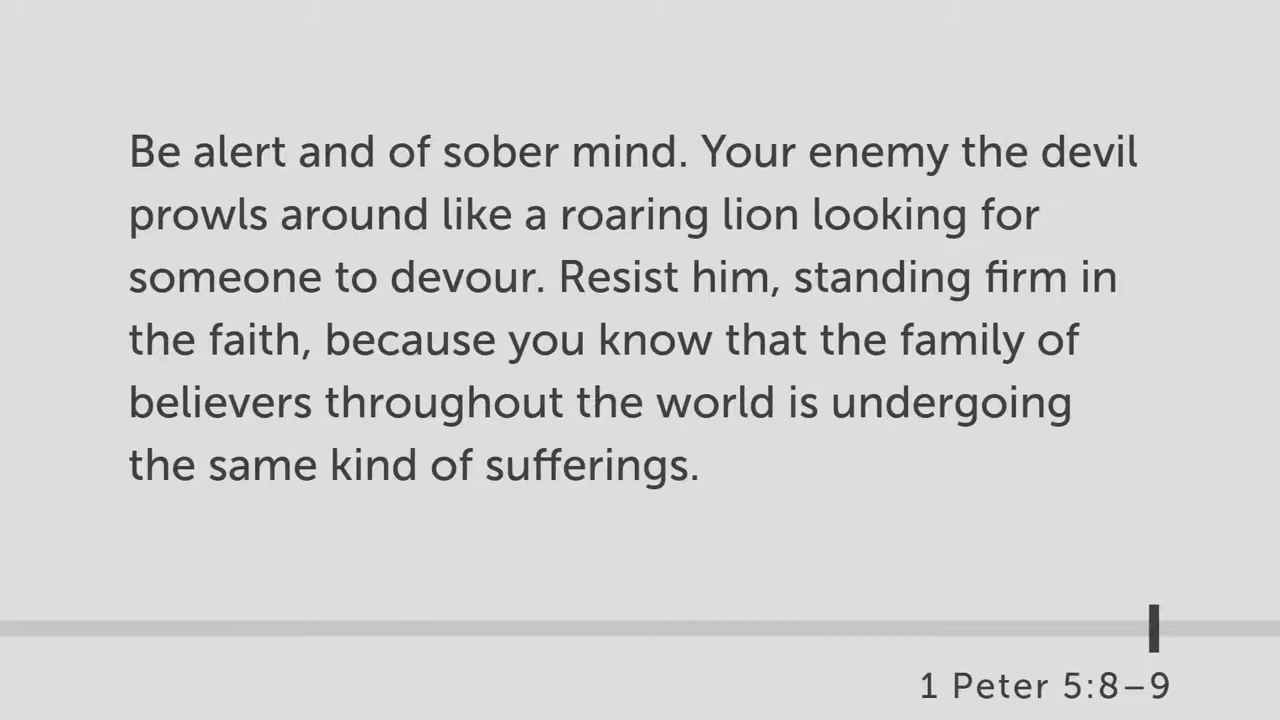 Be alert and of sober mind. Your enemy the devil
prowls around like a roaring lion looking for
someone to devour. Resist him, standing firm in
the faith, because you know that the family of
believers throughout the world is undergoing
the same kind of sufferings.
1 Peter 5:8–9